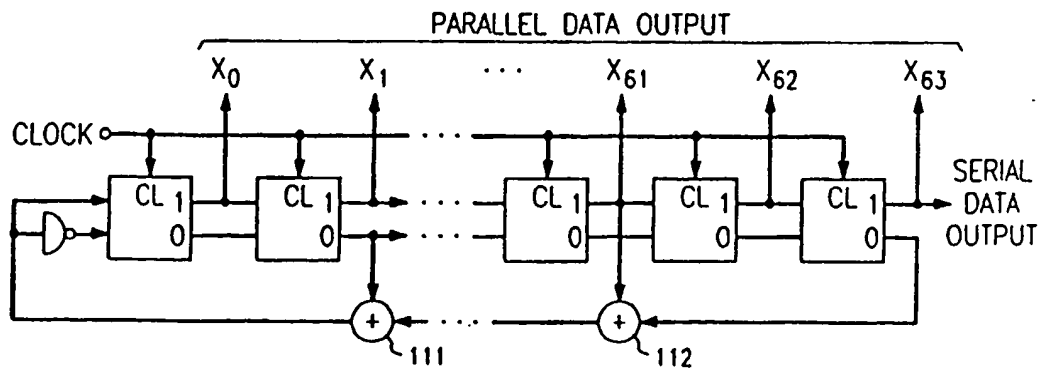 PARALLEL DATA OUTPUT
X0 X1 ... X61 X62 X63
CLOCK
CL 1 CL 1 .... CL 1 CL 1 CL 1
0 0 .... 0 0 0
SERIAL
DATA
OUTPUT
+ .... +
111 112